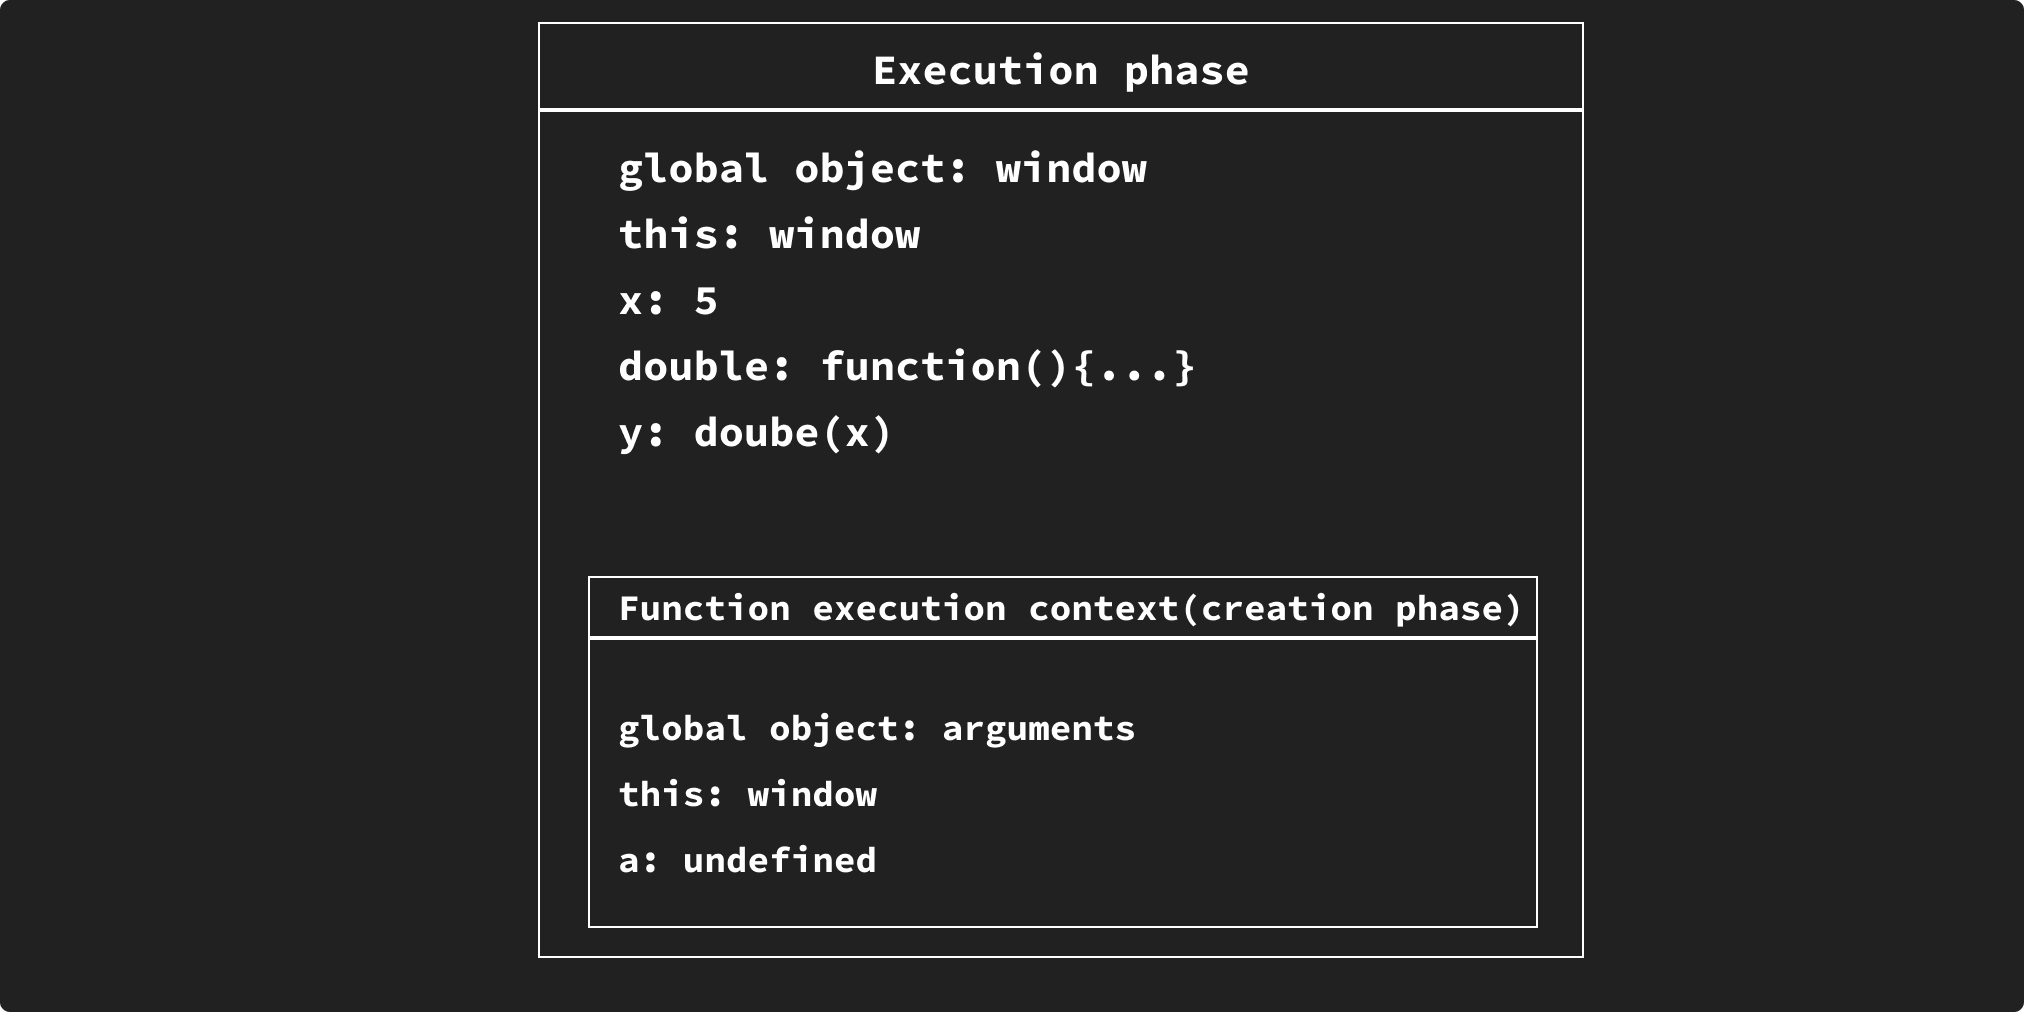 Execution phase
global object: window
this: window
x: 5
double: function(){...}
y: doube(x)
Function execution context(creation phase)
global object: arguments
this: window
a: undefined